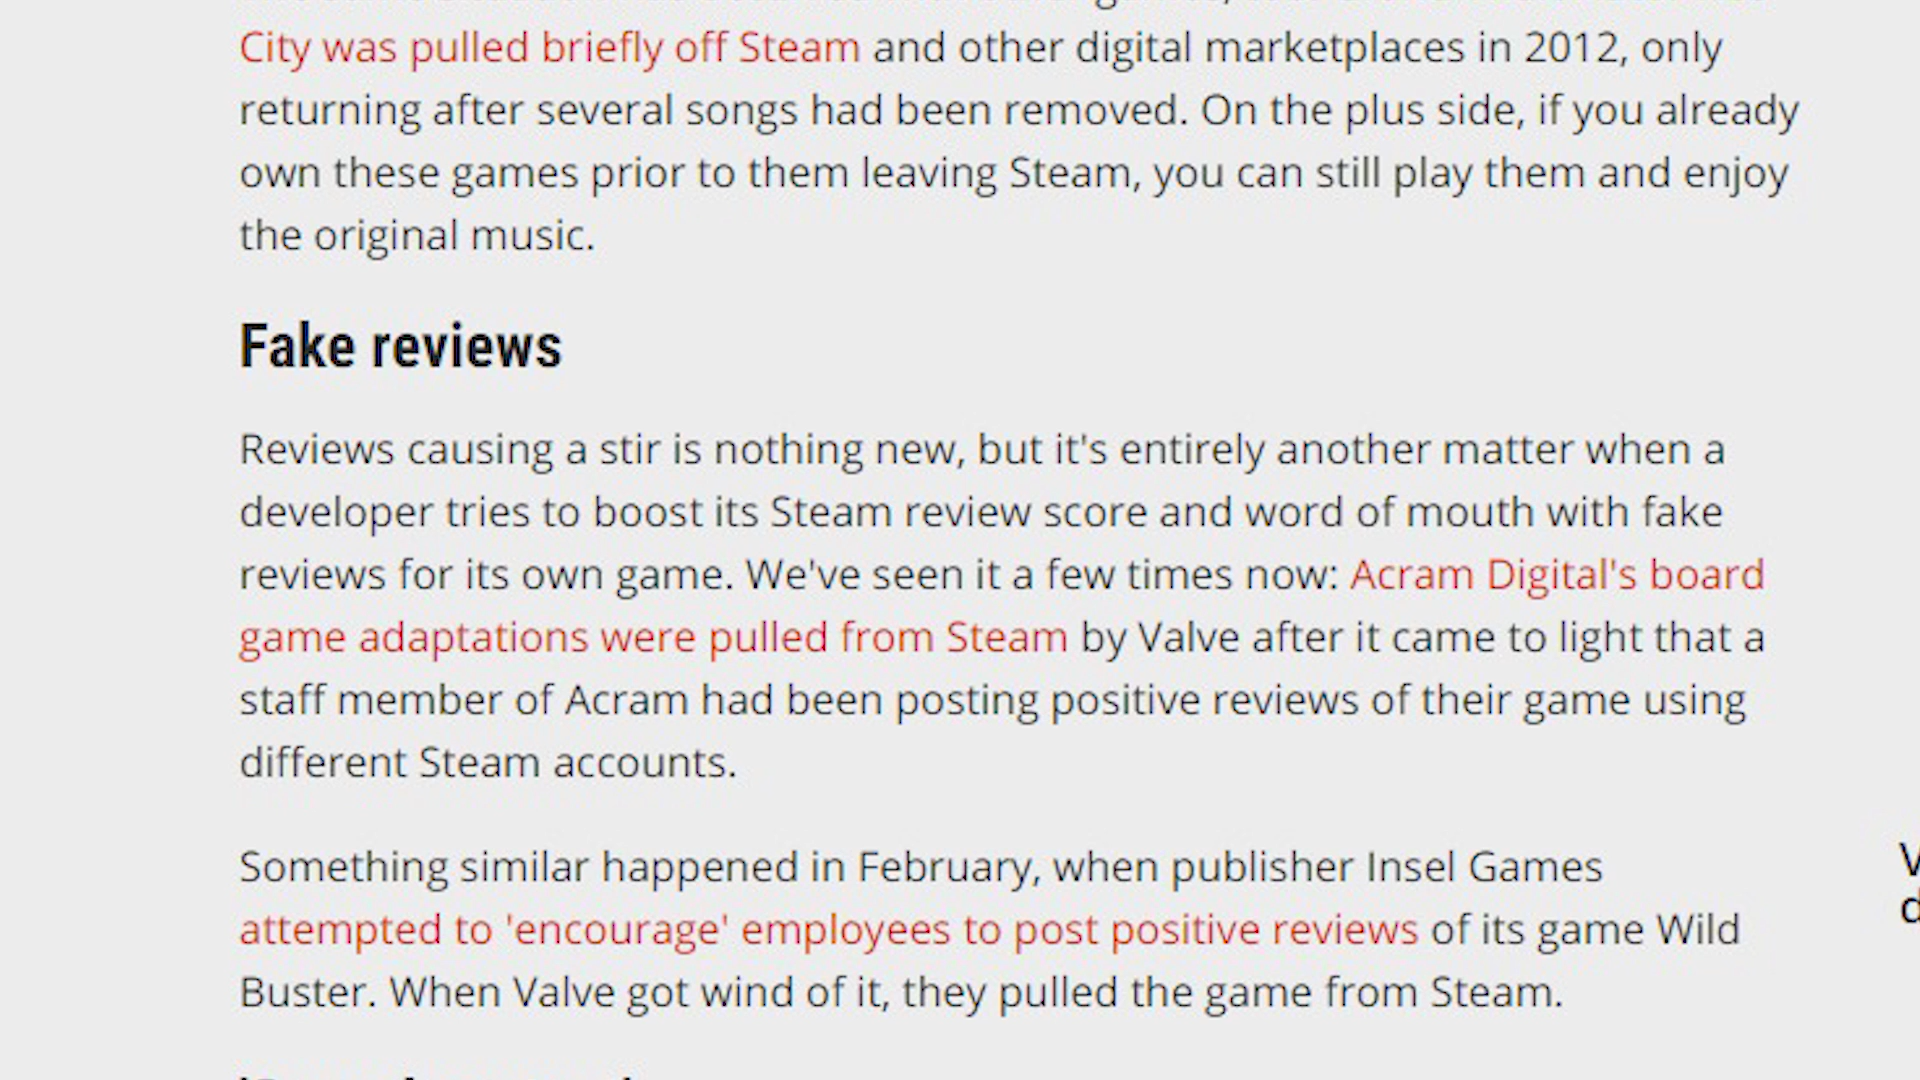 City was pulled briefly off Steam and other digital marketplaces in 2012, only
returning after several songs had been removed. On the plus side, if you already
own these games prior to them leaving Steam, you can still play them and enjoy
the original music.
Fake reviews
Reviews causing a stir is nothing new, but it's entirely another matter when a
developer tries to boost its Steam review score and word of mouth with fake
reviews for its own game. We've seen it a few times now: Acram Digital's board
game adaptations were pulled from Steam by Valve after it came to light that a
staff member of Acram had been posting positive reviews of their game using
different Steam accounts.
Something similar happened in February, when publisher Insel Games
attempted to 'encourage' employees to post positive reviews of its game Wild
Buster. When Valve got wind of it, they pulled the game from Steam.